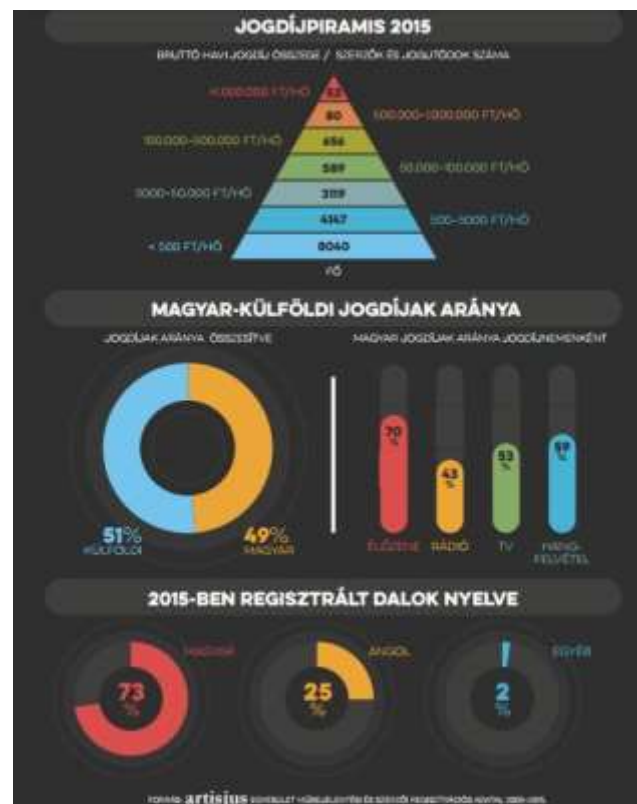 JOGDÍJPIRAMIS 2015
BRUTTÓ HAVI JOGDÍJ ÖSSZEGE / SZERZŐK ÉS JOGUTÓDOK SZÁMA
FT/HÓ
80
500.000-1.000.000 FT/HÓ
100.000-500.000 FT/HÓ
656
589
50.000-100.000 FT/HÓ
5000-50.000 FT/HÓ
3119
4147
500-5000 FT/HÓ
< 500 FT/HÓ
8040
FŐ
MAGYAR-KÜLFÖLDI JOGDÍJAK ARÁNYA
JOGDÍJAK ARÁNYA ÖSSZESÍTVE
MAGYAR JOGDÍJAK ARÁNYA JOGDÍJNEMENKÉNT
51%
KÜLFÖLDI
49%
MAGYAR
70
%
43
%
53
%
59
%
ÉLŐZENE
RÁDIÓ
TV
HANG-
FELVÉTEL
2015-BEN REGISZTRÁLT DALOK NYELVE
MAGYAR
73
%
ANGOL
25
%
EGYÉB
2
%
FORRÁS: artisjus EGYESÜLET